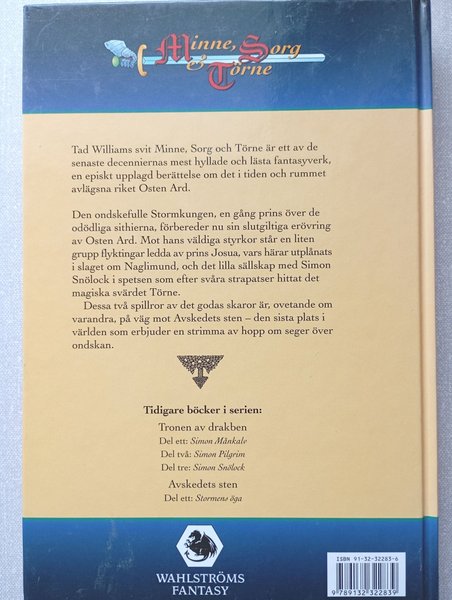 Minne, Sorg
& Törne
Tad Williams svit Minne, Sorg och Törne är ett av de
senaste decenniernas mest hyllade och lästa fantasyverk,
en episkt upplagd berättelse om det i tiden och rummet
avlägsna riket Osten Ard.
Den ondskefulle Stormkungen, en gång prins över de
odödliga sithierna, förbereder nu sin slutgiltiga erövring
av Osten Ard. Mot hans väldiga styrkor står en liten
grupp flyktingar ledda av prins Josua, vars härar utplånats
i slaget om Naglimund, och det lilla sällskap med Simon
Snölock i spetsen som efter svåra strapatser hittat det
magiska svärdet Törne.
Dessa två spillror av det godas skaror är, ovetande om
varandra, på väg mot Avskedets sten – den sista plats i
världen som erbjuder en strimma av hopp om seger över
ondskan.
Tidigare böcker i serien:
Tronen av drakben
Del ett: Simon Månkalv
Del två: Simon Pilgrim
Del tre: Simon Snölock
Avskedets sten
Del ett: Stormens öga
WAHLSTRÖMS
FANTASY
ISBN 91-32-32283-6
9 789132 322839